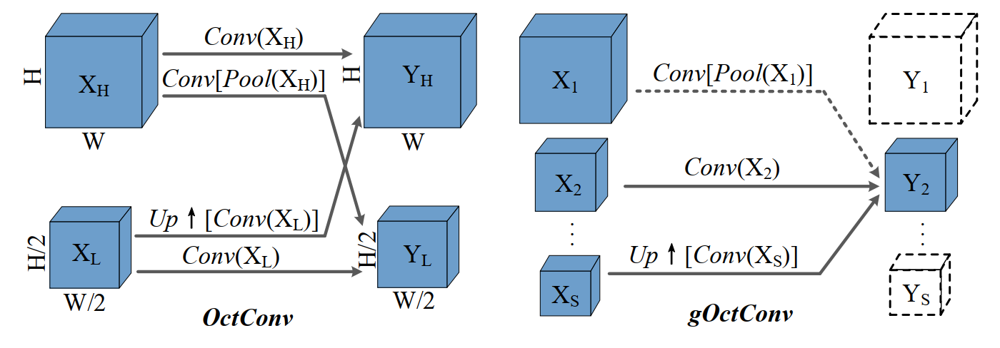 Conv(X_H)
H
X_H
Conv[Pool(X_H)]
H
Y_H
W
W
Up ↑ [Conv(X_L)]
H/2
X_L
Conv(X_L)
H/2
Y_L
W/2
W/2
OctConv
X_1
Conv[Pool(X_1)]
Y_1
X_2
Conv(X_2)
Y_2
⋮
⋮
Up ↑ [Conv(X_S)]
X_S
Y_S
gOctConv